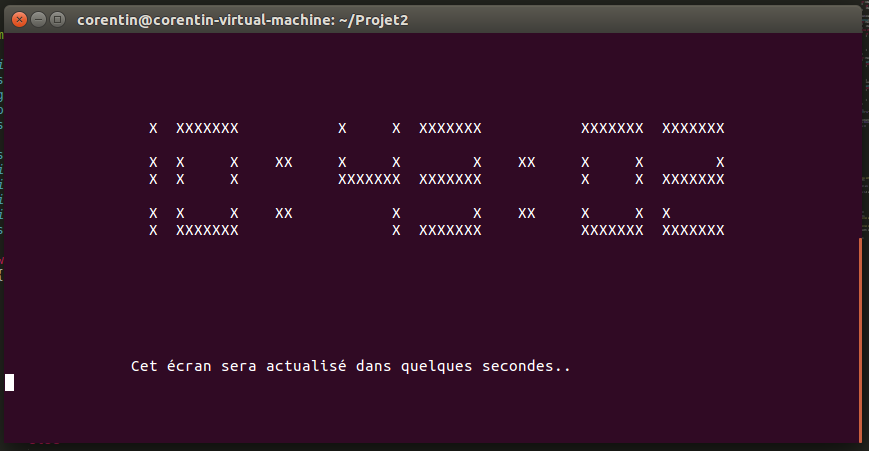 corentin@corentin-virtual-machine: ~/Projet2
X  XXXXXXX           X     X  XXXXXXX           XXXXXXX  XXXXXXX
X  X     X    XX     X     X        X    XX     X     X        X
X  X     X           XXXXXXX  XXXXXXX           X     X  XXXXXXX
X  X     X    XX           X        X    XX     X     X  X
X  XXXXXXX                 X  XXXXXXX           XXXXXXX  XXXXXXX
Cet écran sera actualisé dans quelques secondes..